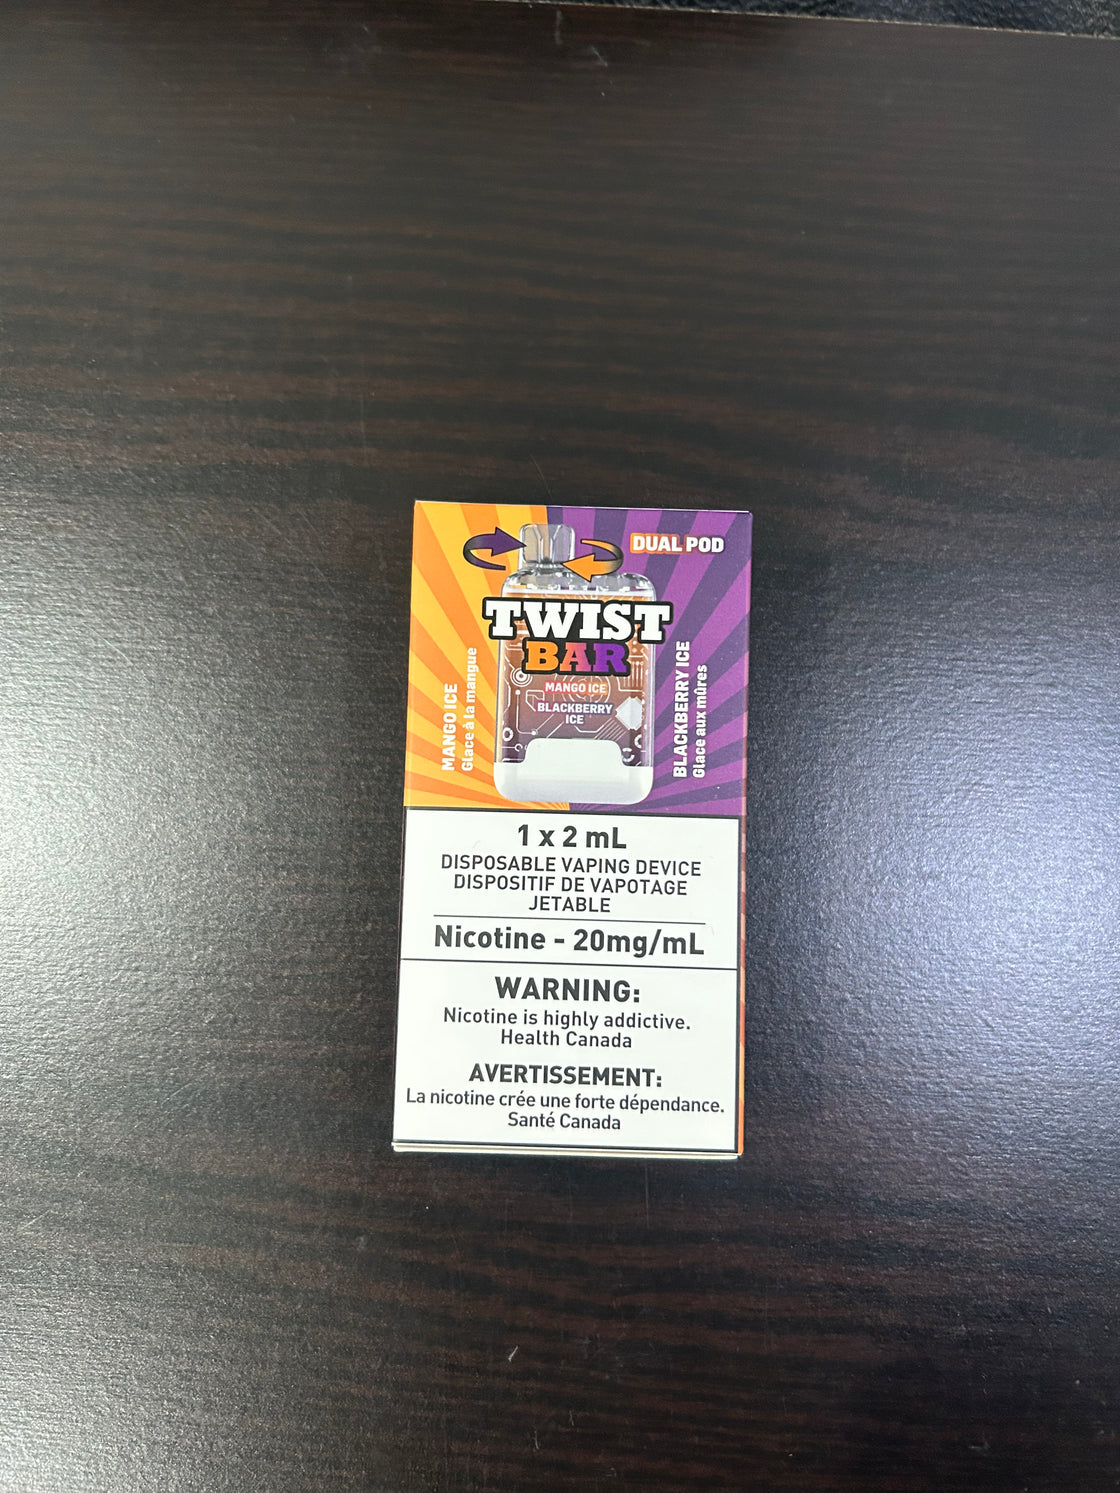 DUAL POD
TWIST
BAR
MANGO ICE
BLACKBERRY
ICE
MANGO ICE
Glace à la mangue
BLACKBERRY ICE
Glace aux mûres
1 x 2 mL
DISPOSABLE VAPING DEVICE
DISPOSITIF DE VAPOTAGE
JETABLE
Nicotine - 20mg/mL
WARNING:
Nicotine is highly addictive.
Health Canada
AVERTISSEMENT:
La nicotine crée une forte dépendance.
Santé Canada